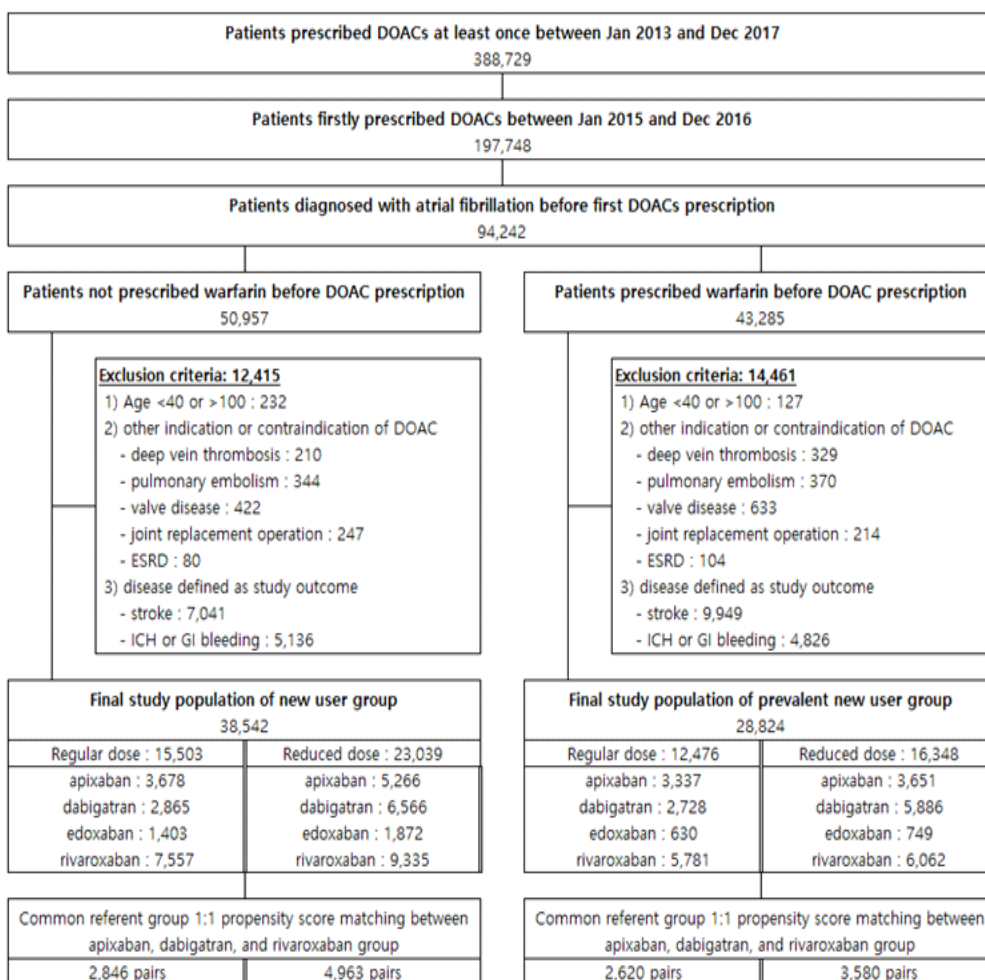 Patients prescribed DOACs at least once between Jan 2013 and Dec 2017
388,729
Patients firstly prescribed DOACs between Jan 2015 and Dec 2016
197,748
Patients diagnosed with atrial fibrillation before first DOACs prescription
94,242
Patients not prescribed warfarin before DOAC prescription
50,957
Exclusion criteria: 12,415
1) Age <40 or >100 : 232
2) other indication or contraindication of DOAC
- deep vein thrombosis : 210
- pulmonary embolism : 344
- valve disease : 422
- joint replacement operation : 247
- ESRD : 80
3) disease defined as study outcome
- stroke : 7,041
- ICH or GI bleeding : 5,136
Final study population of new user group
38,542
Regular dose : 15,503
apixaban : 3,678
dabigatran : 2,865
edoxaban : 1,403
rivaroxaban : 7,557
Reduced dose : 23,039
apixaban : 5,266
dabigatran : 6,566
edoxaban : 1,872
rivaroxaban : 9,335
Common referent group 1:1 propensity score matching between
apixaban, dabigatran, and rivaroxaban group
2,846 pairs
4,963 pairs
Patients prescribed warfarin before DOAC prescription
43,285
Exclusion criteria: 14,461
1) Age <40 or >100 : 127
2) other indication or contraindication of DOAC
- deep vein thrombosis : 329
- pulmonary embolism : 370
- valve disease : 633
- joint replacement operation : 214
- ESRD : 104
3) disease defined as study outcome
- stroke : 9,949
- ICH or GI bleeding : 4,826
Final study population of prevalent new user group
28,824
Regular dose : 12,476
apixaban : 3,337
dabigatran : 2,728
edoxaban : 630
rivaroxaban : 5,781
Reduced dose : 16,348
apixaban : 3,651
dabigatran : 5,886
edoxaban : 749
rivaroxaban : 6,062
Common referent group 1:1 propensity score matching between
apixaban, dabigatran, and rivaroxaban group
2,620 pairs
3,580 pairs